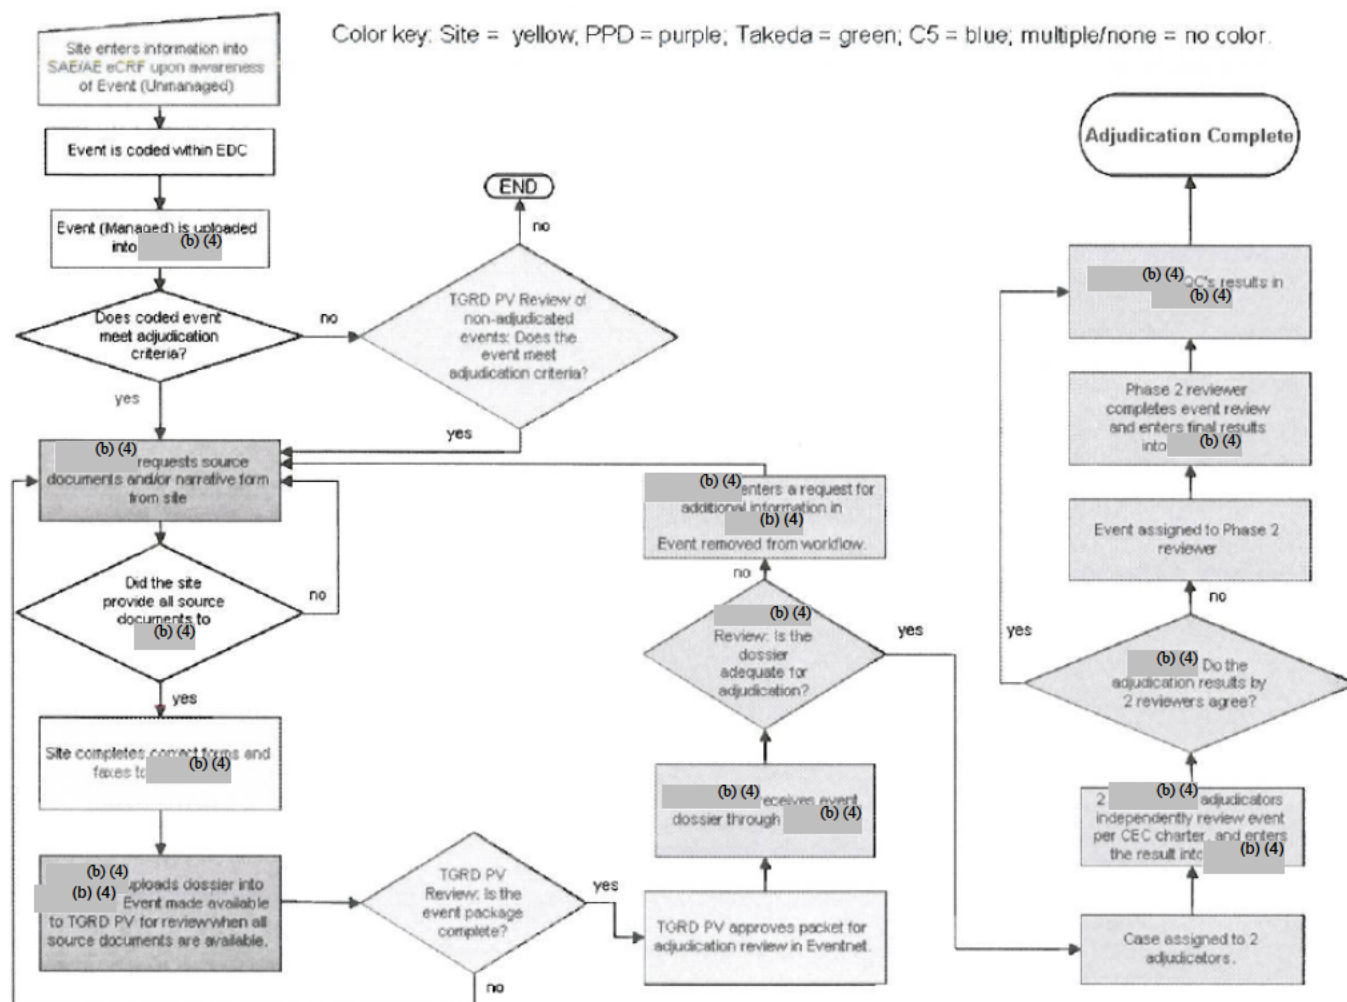 Color key: Site = yellow; PPD = purple; Takeda = green; C5 = blue; multiple/none = no color.
Site enters information into
SAE/AE eCRF upon awareness
of Event (Unmanaged)
Event is coded within EDC
Event (Managed) is uploaded
into (b) (4)
Does coded event
meet adjudication
criteria?
no
yes
END
no
TGRD PV Review of
non-adjudicated
events: Does the
event meet
adjudication criteria?
yes
(b) (4)
requests source
documents and/or narrative form
from site
Did the site
provide all source
documents to
(b) (4)
no
yes
Site completes correct forms and
faxes to (b) (4)
(b) (4) uploads dossier into
(b) (4) Event made available
to TGRD PV for review when all
source documents are available.
TGRD PV
Review: Is the
event package
complete?
no
yes
TGRD PV approves packet for
adjudication review in Eventnet.
(b) (4) receives event
dossier through (b) (4)
(b) (4)
Review: Is the
dossier
adequate for
adjudication?
no
(b) (4) enters a request for
additional information in
(b) (4)
Event removed from workflow.
yes
Case assigned to 2
adjudicators.
2 (b) (4) adjudicators
independently review event
per CEC charter, and enters
the result into (b) (4)
(b) (4) Do the
adjudication results by
2 reviewers agree?
yes
no
Event assigned to Phase 2
reviewer
Phase 2 reviewer
completes event review
and enters final results
into (b) (4)
(b) (4) QC's results in
(b) (4)
Adjudication Complete